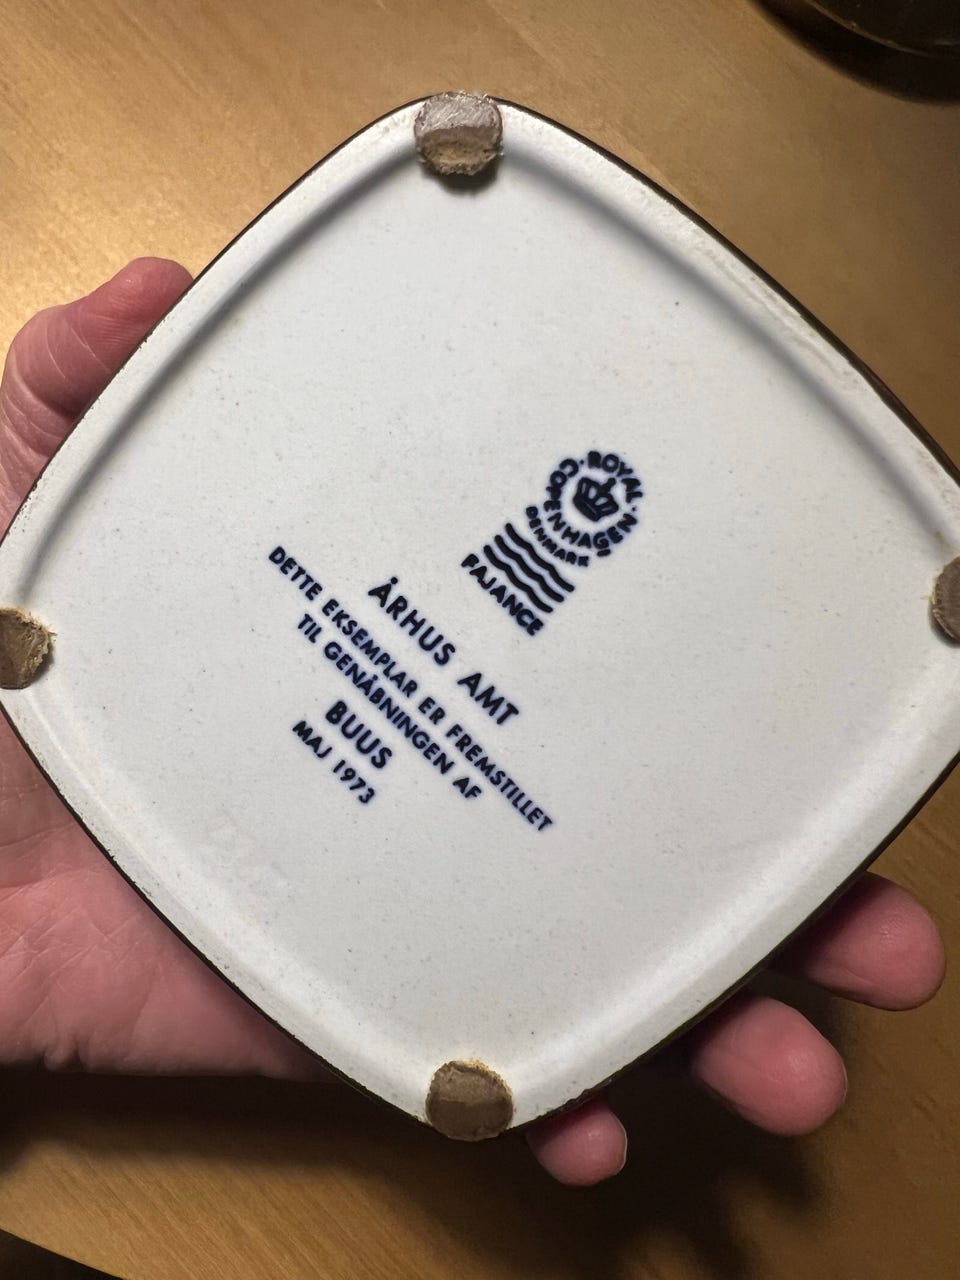 ROYAL · COPENHAGEN ·
DENMARK
FAJANCE
ÅRHUS AMT
DETTE EKSEMPLAR ER FREMSTILLET
TIL GENÅBNINGEN AF
BUUS
MAJ 1973